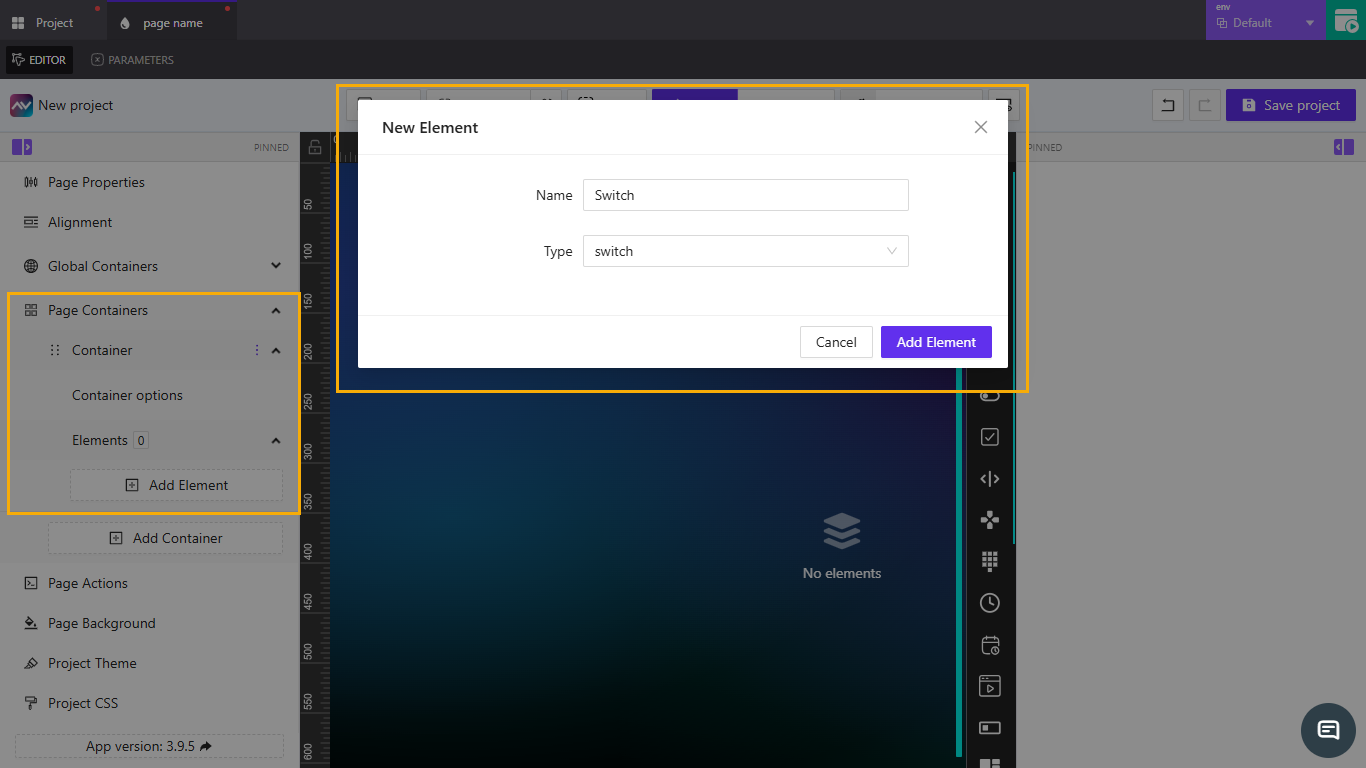 Project
page name
env
Default
EDITOR
PARAMETERS
New project
Save project
PINNED
PINNED
Page Properties
Alignment
Global Containers
Page Containers
Container
Container options
Elements 0
Add Element
Add Container
Page Actions
Page Background
Project Theme
Project CSS
App version: 3.9.5
0
50
100
150
200
250
300
350
400
450
500
550
600
New Element
Name
Switch
Type
switch
Cancel
Add Element
No elements